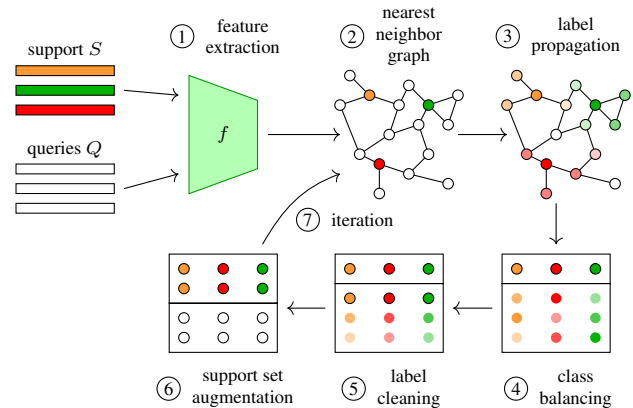 support S
① feature
extraction
② nearest
neighbor
graph
③ label
propagation
f
queries Q
⑦ iteration
⑥ support set
augmentation
⑤ label
cleaning
④ class
balancing